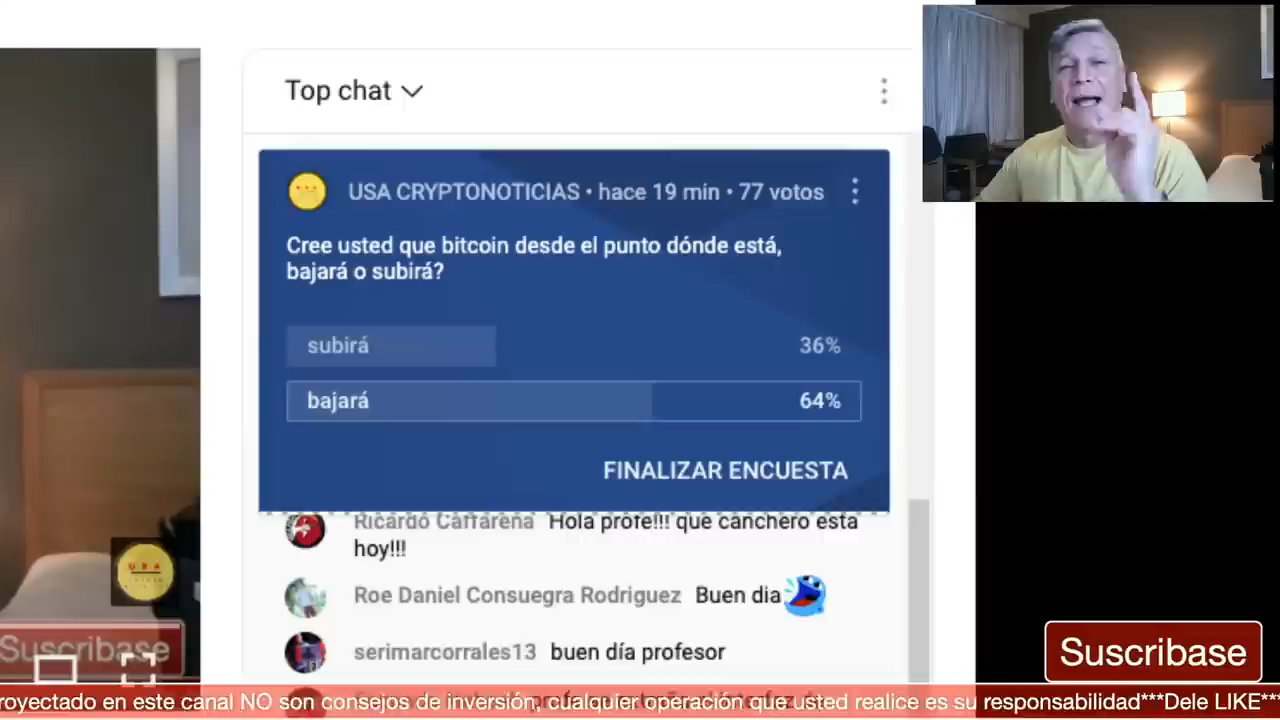 Top chat
USA CRYPTONOTICIAS • hace 19 min • 77 votos
Cree usted que bitcoin desde el punto dónde está,
bajará o subirá?
subirá 36%
bajará 64%
FINALIZAR ENCUESTA
Ricardo Caffarena Hola profe!!! que canchero esta
hoy!!!
Roe Daniel Consuegra Rodriguez Buen dia
USA
serimarcorrales13 buen día profesor
Suscribase
Suscribase
royectado en este canal NO son consejos de inversión, cualquier operación que usted realice es su responsabilidad***Dele LIKE**